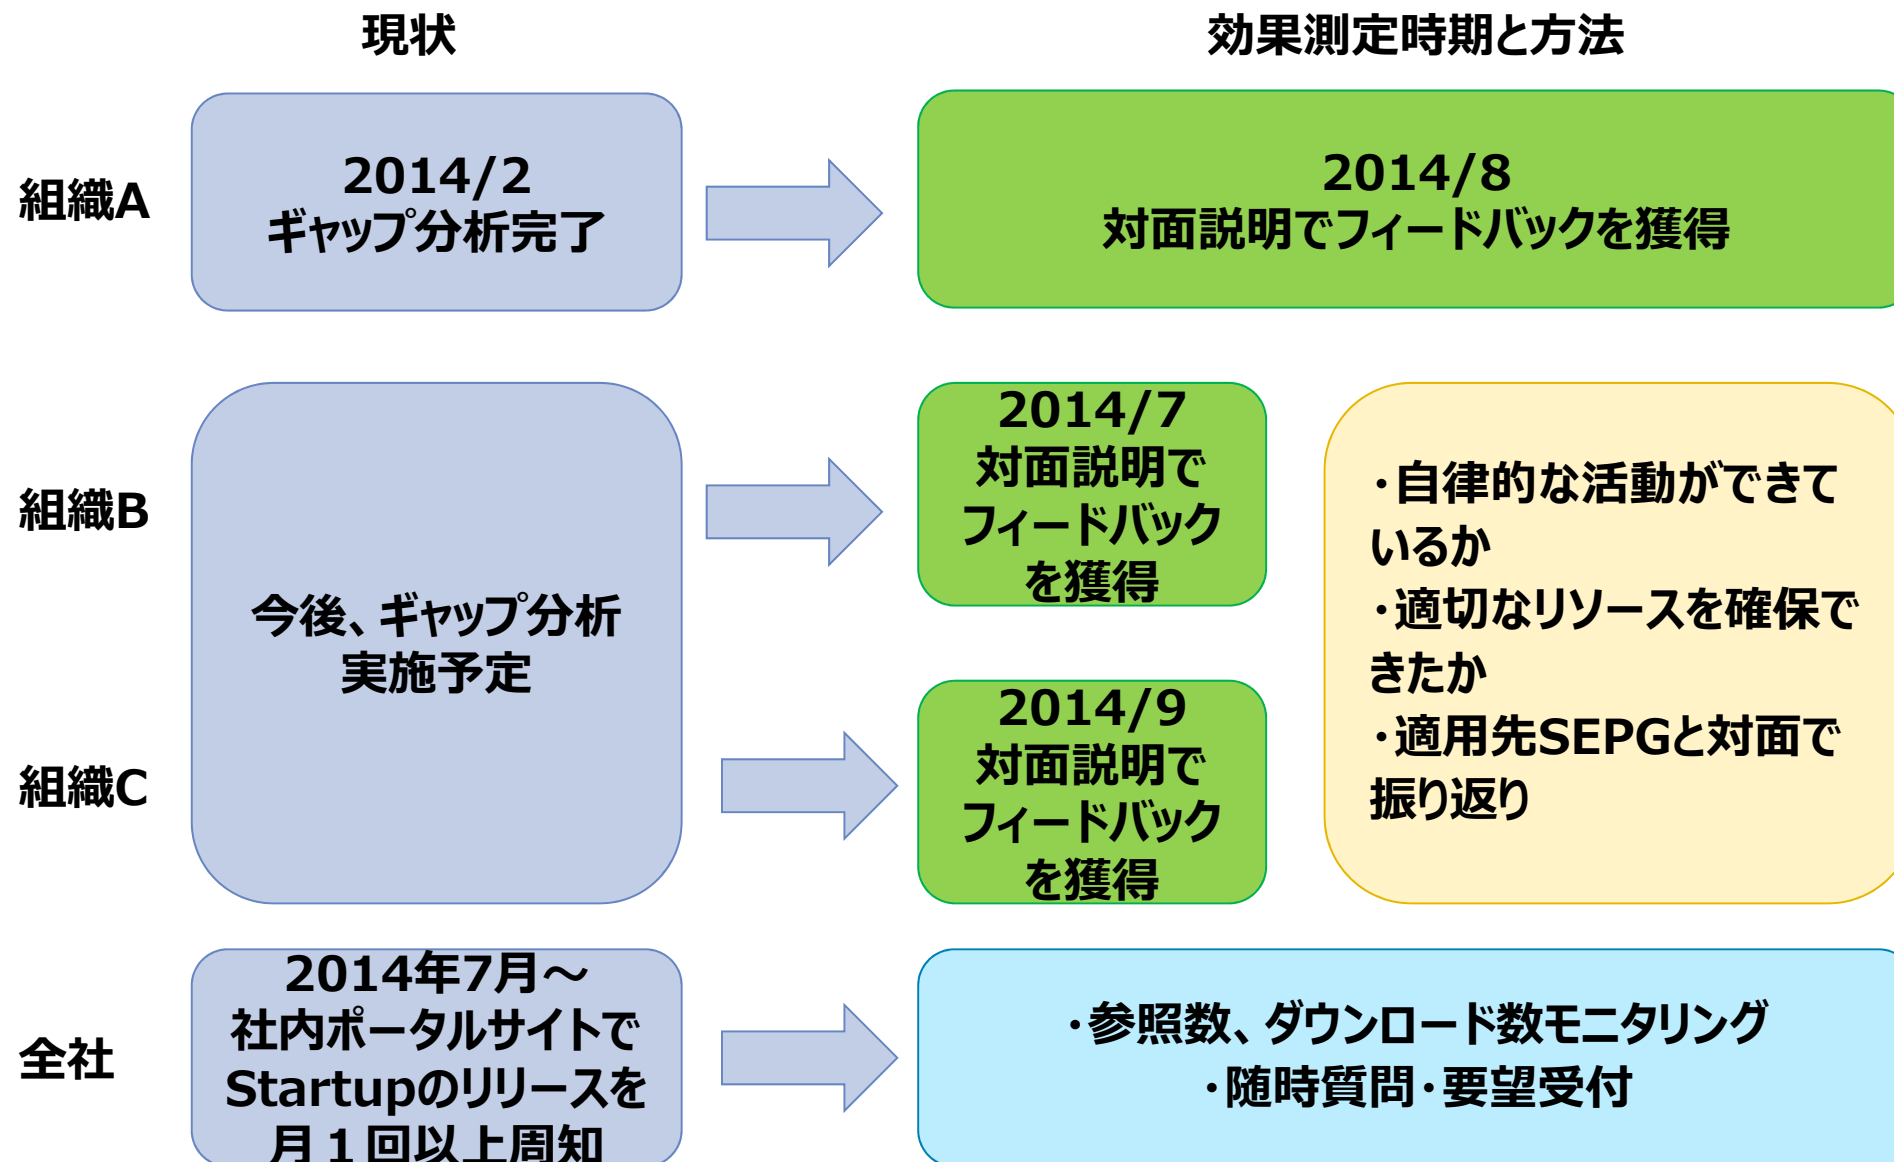 現状
効果測定時期と方法
組織A
2014/2
ギャップ分析完了
2014/8
対面説明でフィードバックを獲得
組織B
今後、ギャップ分析
実施予定
2014/7
対面説明で
フィードバック
を獲得
・自律的な活動ができて
いるか
・適切なリソースを確保で
きたか
・適用先SEPGと対面で
振り返り
組織C
2014/9
対面説明で
フィードバック
を獲得
全社
2014年7月～
社内ポータルサイトで
Startupのリリースを
月１回以上周知
・参照数、ダウンロード数モニタリング
・随時質問・要望受付